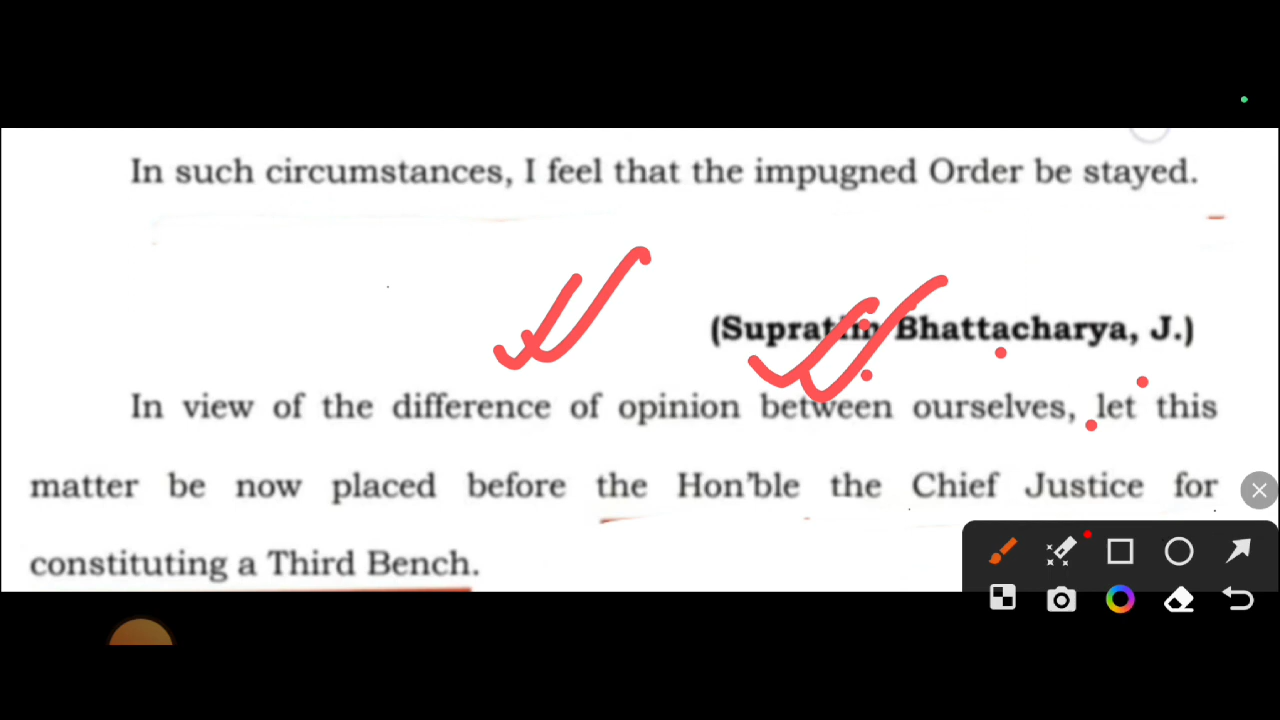 In such circumstances, I feel that the impugned Order be stayed.
(Supratim Bhattacharya, J.)
In view of the difference of opinion between ourselves, let this
matter be now placed before the Hon'ble the Chief Justice for
constituting a Third Bench.